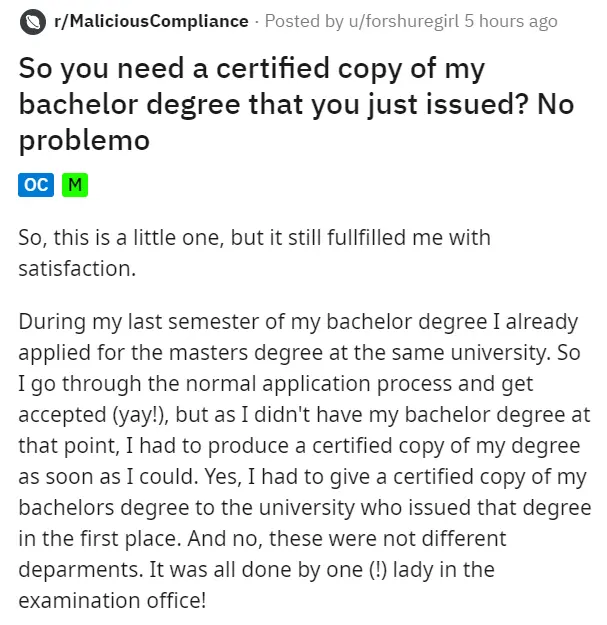 r/MaliciousCompliance · Posted by u/forshuregirl 5 hours ago
So you need a certified copy of my
bachelor degree that you just issued? No
problemo
OC M
So, this is a little one, but it still fullfilled me with
satisfaction.
During my last semester of my bachelor degree I already
applied for the masters degree at the same university. So
I go through the normal application process and get
accepted (yay!), but as I didn't have my bachelor degree at
that point, I had to produce a certified copy of my degree
as soon as I could. Yes, I had to give a certified copy of my
bachelors degree to the university who issued that degree
in the first place. And no, these were not different
deparments. It was all done by one (!) lady in the
examination office!